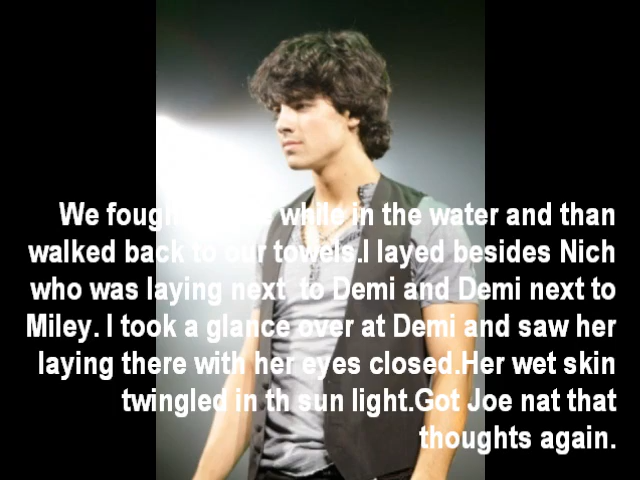 We fought while in the water and than
walked back to our towels.I layed besides Nich
who was laying next to Demi and Demi next to
Miley. I took a glance over at Demi and saw her
laying there with her eyes closed.Her wet skin
twingled in th sun light.Got Joe nat that
thoughts again.